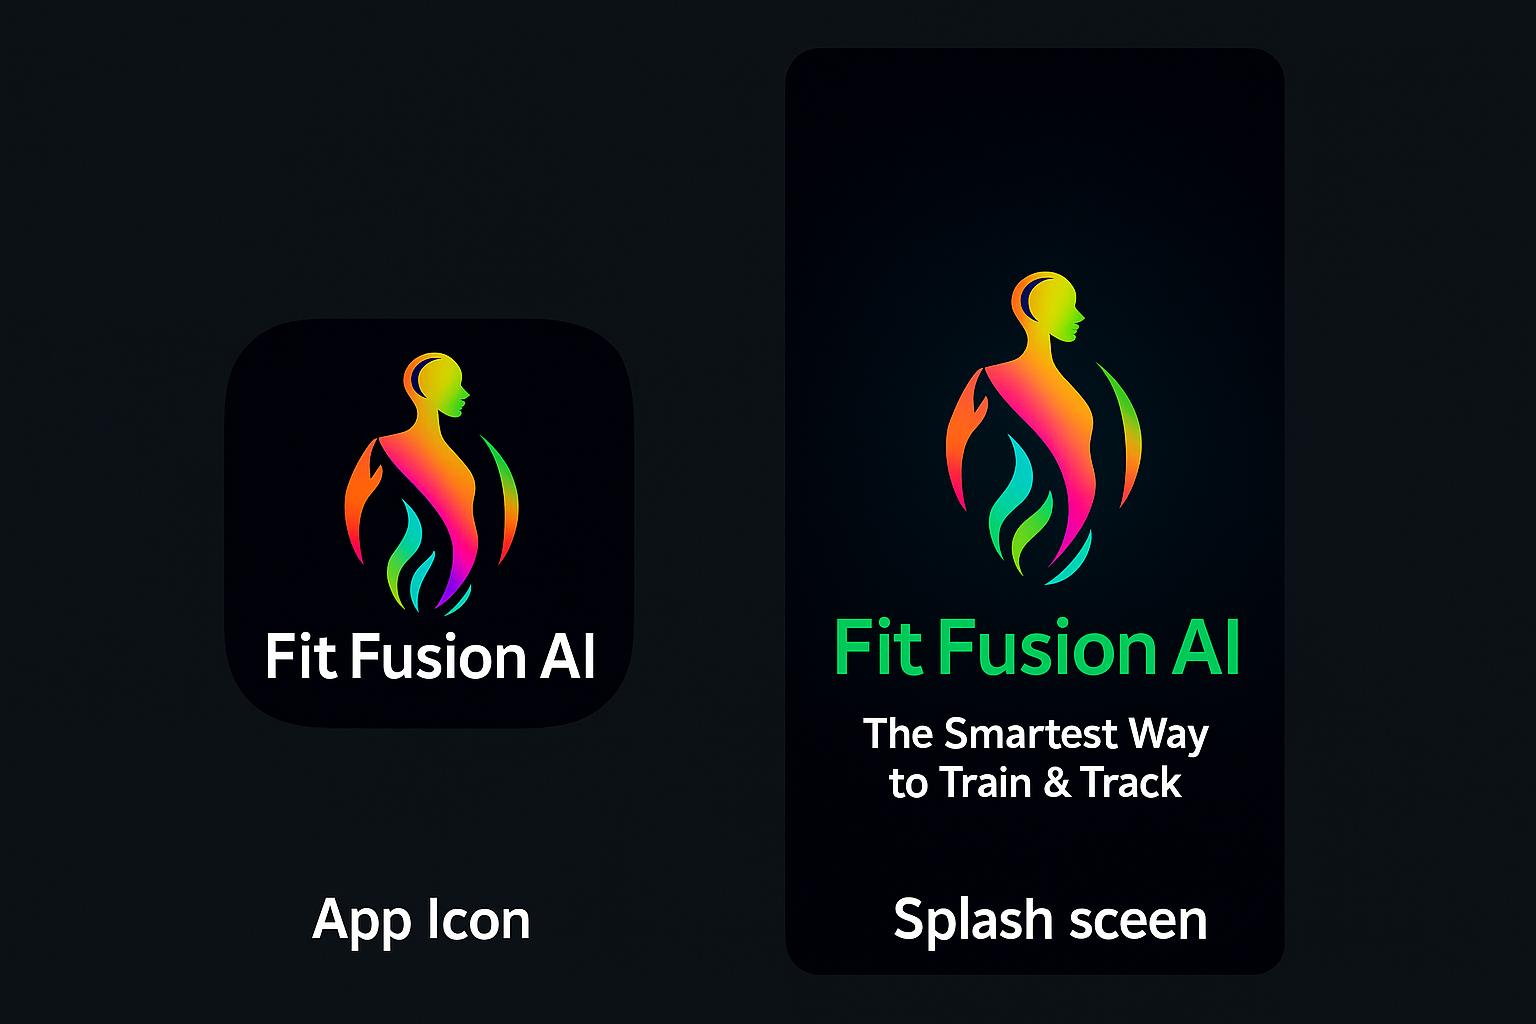 Fit Fusion AI
App Icon
Fit Fusion AI
The Smartest Way
to Train & Track
Splash sceen